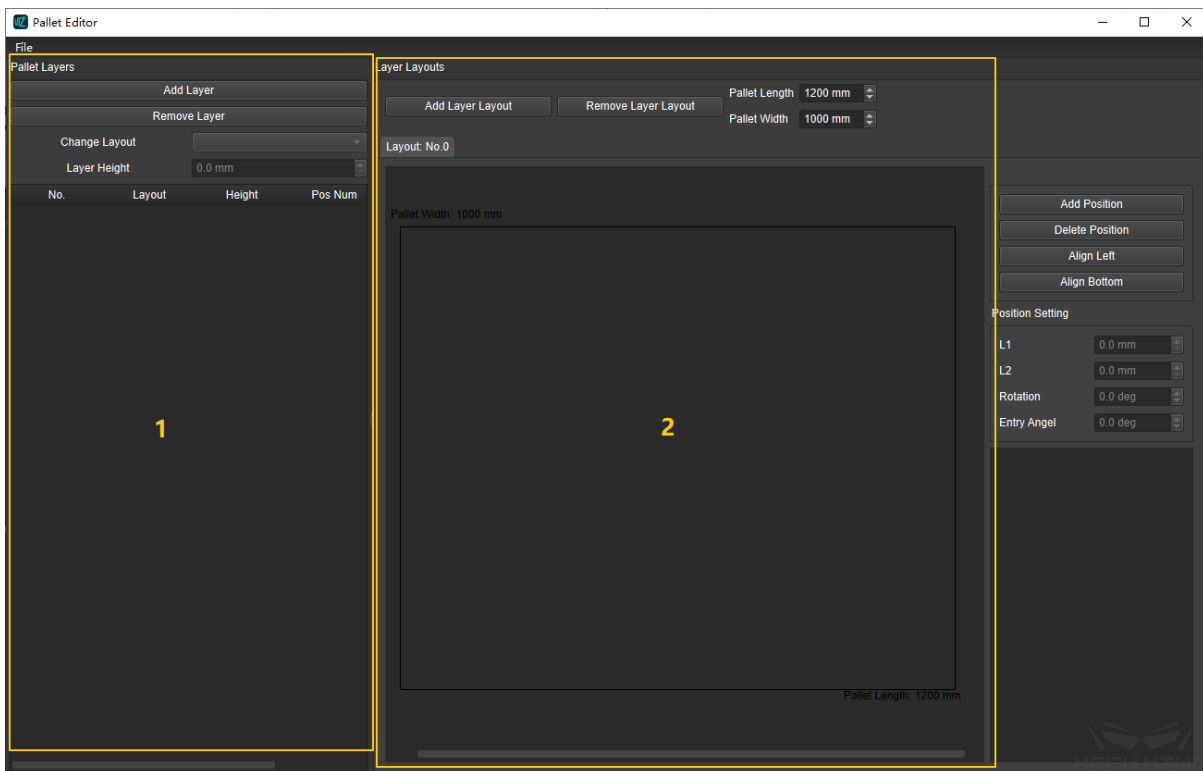 Pallet Editor
File
Pallet Layers
Add Layer
Remove Layer
Change Layout
Layer Height 0.0 mm
No. Layout Height Pos Num
1
Layer Layouts
Add Layer Layout Remove Layer Layout
Pallet Length 1200 mm
Pallet Width 1000 mm
Layout: No.0
Pallet Width: 1000 mm
2
Pallet Length: 1200 mm
Add Position
Delete Position
Align Left
Align Bottom
Position Setting
L1 0.0 mm
L2 0.0 mm
Rotation 0.0 deg
Entry Angel 0.0 deg